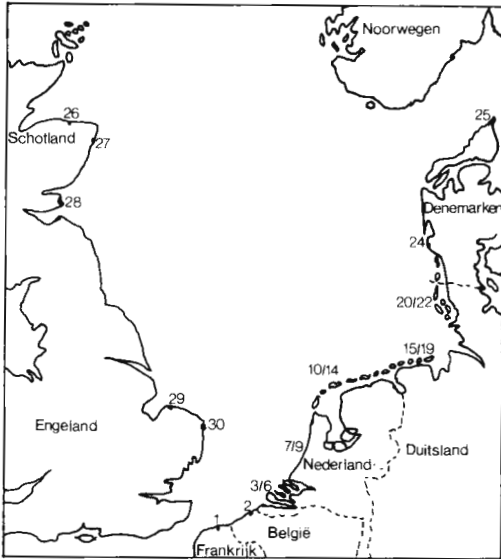 Noorwegen
26
25
Schotland
27
28
Denemarken
24
20/22
15/19
10/14
29
30
Engeland
7/9
Duitsland
Nederland
3/6
2
1
België
Frankrijk